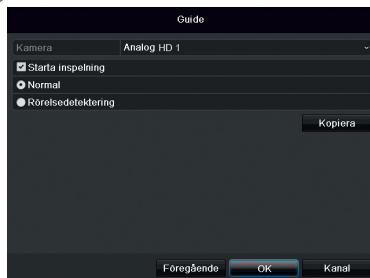 Guide
Kamera Analog HD 1
Starta inspelning
Normal
Rörelsedetektering
Kopiera
Föregående OK Kanal